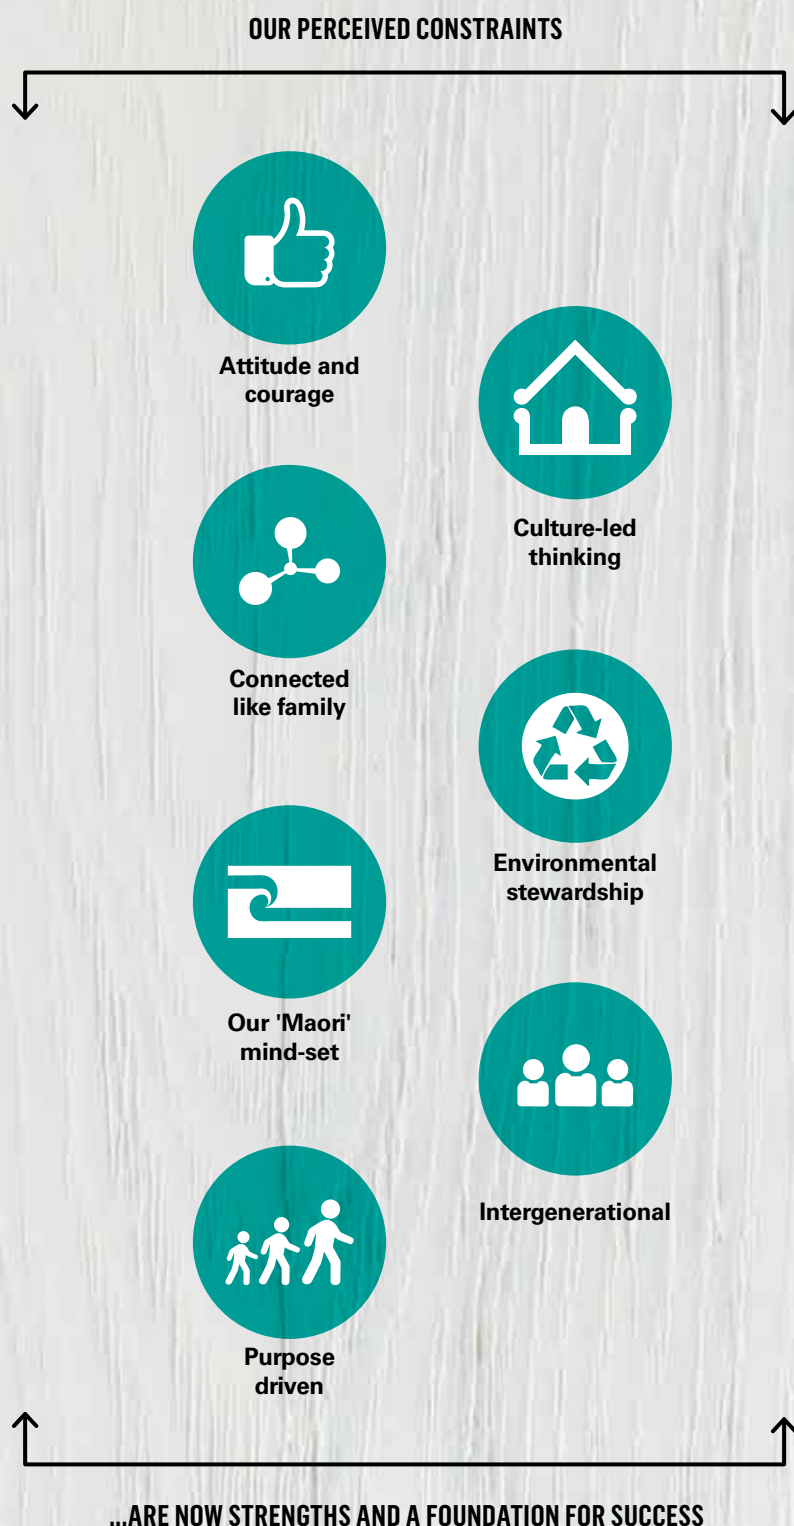 OUR PERCEIVED CONSTRAINTS
Attitude and
courage
Culture-led
thinking
Connected
like family
Environmental
stewardship
Our 'Maori'
mind-set
Intergenerational
Purpose
driven
...ARE NOW STRENGTHS AND A FOUNDATION FOR SUCCESS